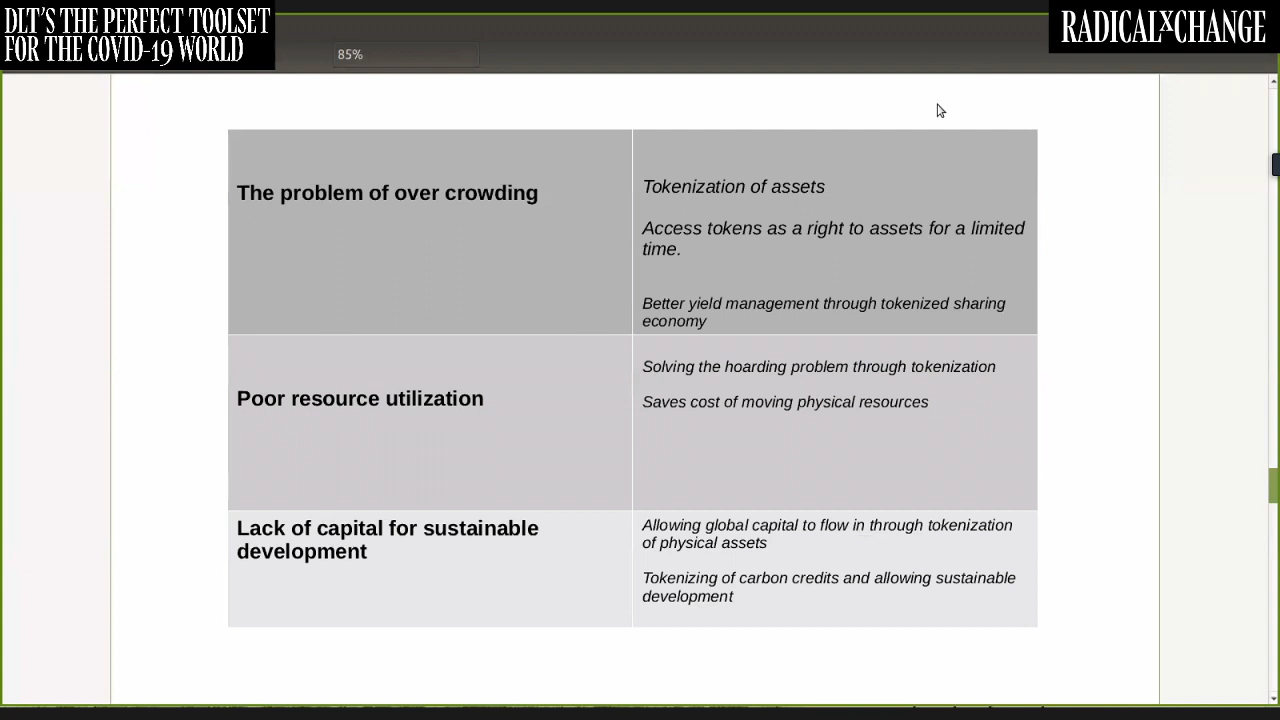 DLT'S THE PERFECT TOOLSET
FOR THE COVID-19 WORLD
RADICALXCHANGE
85%
The problem of over crowding
Tokenization of assets
Access tokens as a right to assets for a limited
time.
Better yield management through tokenized sharing
economy
Poor resource utilization
Solving the hoarding problem through tokenization
Saves cost of moving physical resources
Lack of capital for sustainable
development
Allowing global capital to flow in through tokenization
of physical assets
Tokenizing of carbon credits and allowing sustainable
development